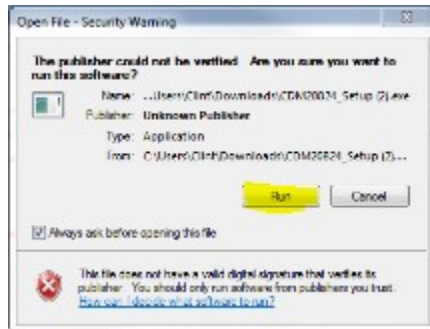 Open File - Security Warning
The publisher could not be verified. Are you sure you want to
run this software?
Name: ...Users\Clint\Downloads\CDM20824_Setup (2).exe
Publisher: Unknown Publisher
Type: Application
From: C:\Users\Clint\Downloads\CDM20824_Setup (2)....
Run
Cancel
Always ask before opening this file
This file does not have a valid digital signature that verifies its
publisher. You should only run software from publishers you trust.
How can I decide what software to run?